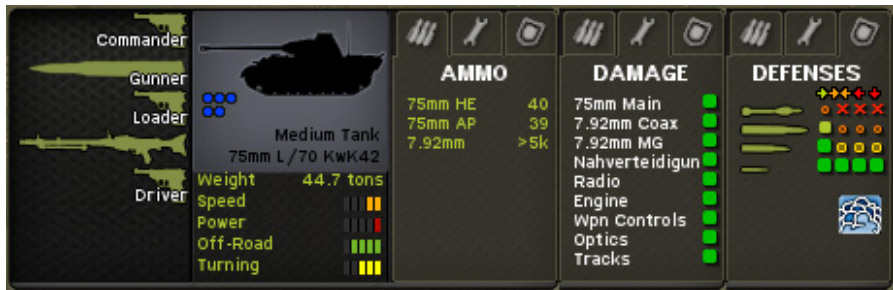 Commander
Gunner
Loader
Driver
Medium Tank
75mm L/70 KwK42
Weight 44.7 tons
Speed
Power
Off-Road
Turning
AMMO
75mm HE 40
75mm AP 39
7.92mm >5k
DAMAGE
75mm Main
7.92mm Coax
7.92mm MG
Nahverteidigun
Radio
Engine
Wpn Controls
Optics
Tracks
DEFENSES